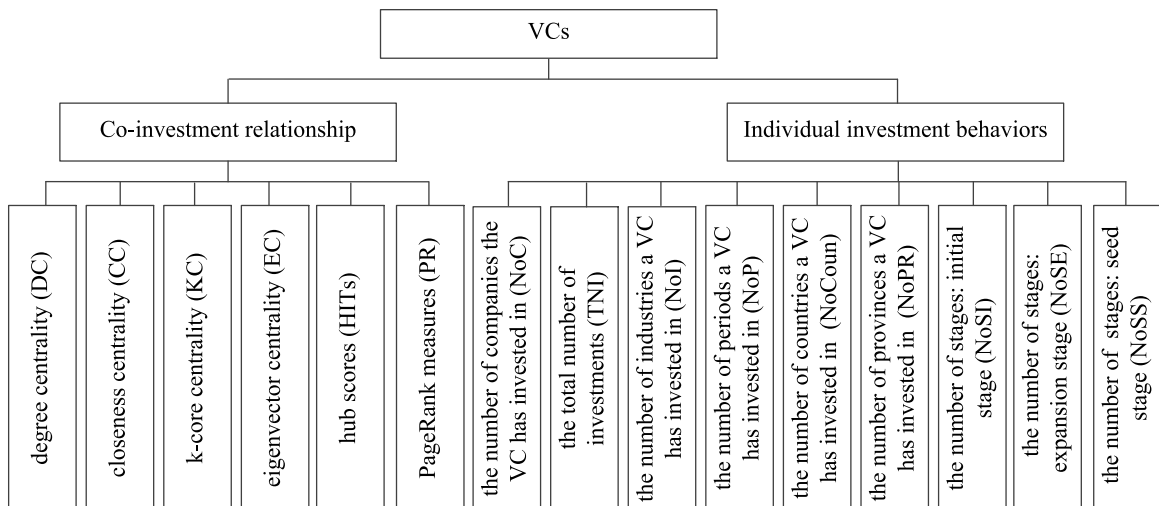 VCs
Co-investment relationship
Individual investment behaviors
degree centrality (DC)
closeness centrality (CC)
k-core centrality (KC)
eigenvector centrality (EC)
hub scores (HITs)
PageRank measures (PR)
the number of companies the
VC has invested in (NoC)
the total number of
investments (TNI)
the number of industries a VC
has invested in (NoI)
the number of periods a VC
has invested in (NoP)
the number of countries a VC
has invested in (NoCoun)
the number of provinces a VC
has invested in (NoPR)
the number of stages: initial
stage (NoSI)
the number of stages:
expansion stage (NoSE)
the number of stages: seed
stage (NoSS)